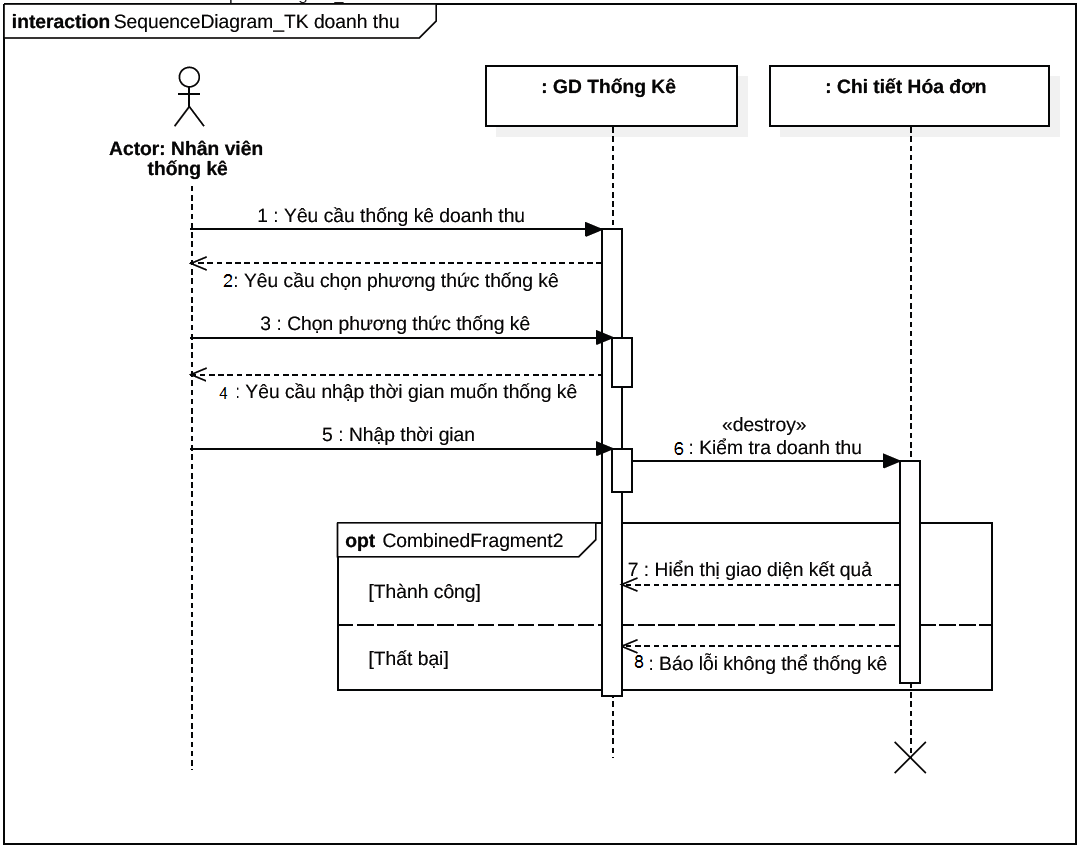 interaction SequenceDiagram_TK doanh thu
: GD Thống Kê
: Chi tiết Hóa đơn
Actor: Nhân viên
thống kê
1 : Yêu cầu thống kê doanh thu
2: Yêu cầu chọn phương thức thống kê
3 : Chọn phương thức thống kê
4 : Yêu cầu nhập thời gian muốn thống kê
5 : Nhập thời gian
«destroy»
6 : Kiểm tra doanh thu
opt CombinedFragment2
7 : Hiển thị giao diện kết quả
[Thành công]
[Thất bại]
8 : Báo lỗi không thể thống kê